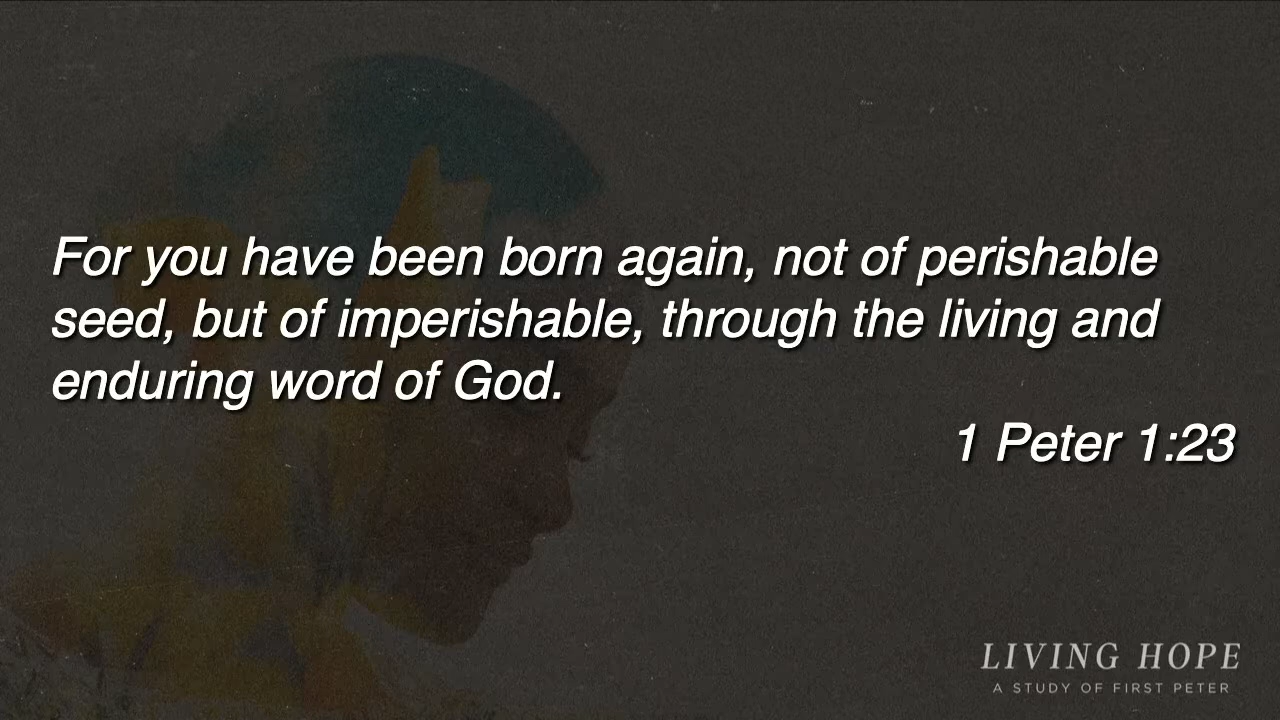 For you have been born again, not of perishable
seed, but of imperishable, through the living and
enduring word of God.
1 Peter 1:23
LIVING HOPE
A STUDY OF FIRST PETER